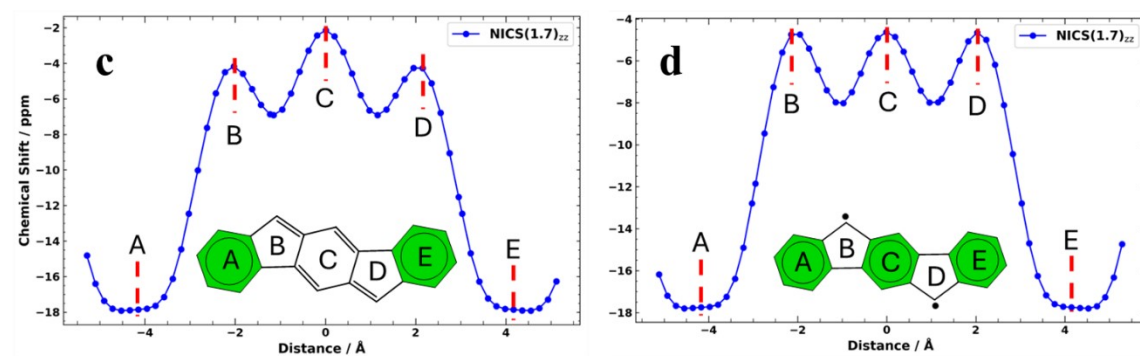 c
NICS(1.7)zz
Chemical Shift / ppm
-2
-4
-6
-8
-10
-12
-14
-16
-18
A
B
C
D
E
A
B
C
D
E
-4
-2
0
2
4
Distance / Å
d
NICS(1.7)zz
-4
-6
-8
-10
-12
-14
-16
-18
A
B
C
D
E
A
B
C
D
E
-4
-2
0
2
4
Distance / Å